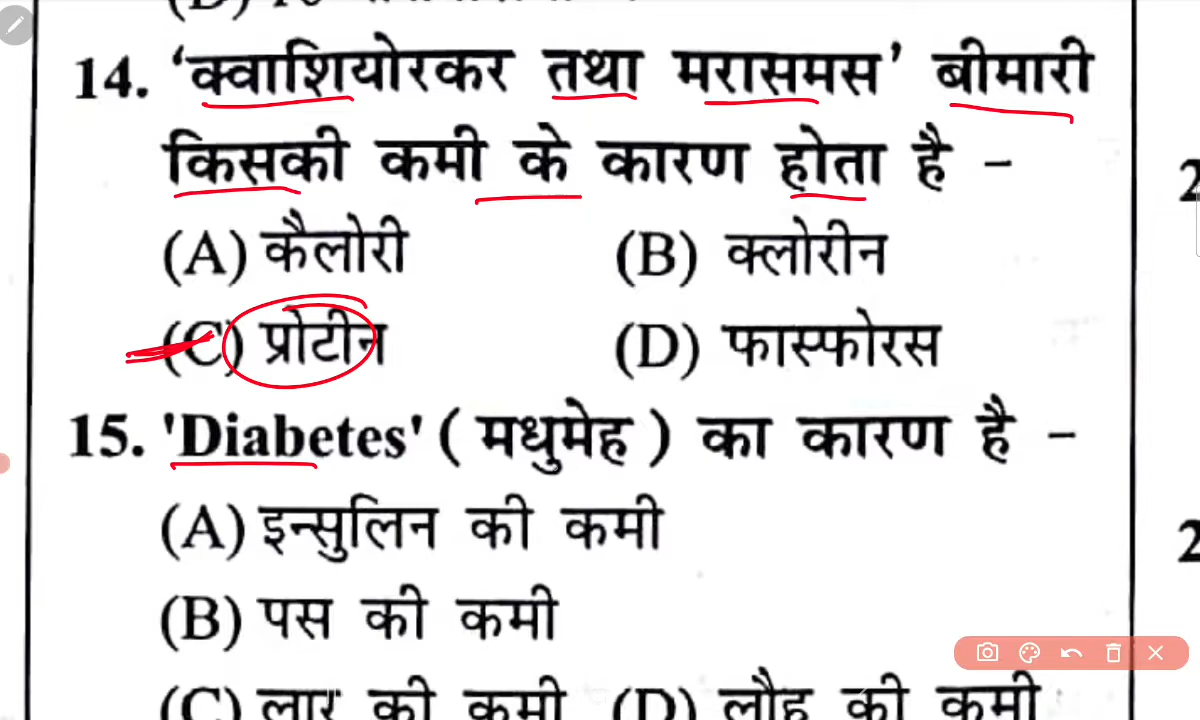 14. ‘क्वाशियोरकर तथा मरासमस’ बीमारी
किसकी कमी के कारण होता है -
(A) कैलोरी (B) क्लोरीन
(C) प्रोटीन (D) फास्फोरस
15. 'Diabetes' ( मधुमेह ) का कारण है -
(A) इन्सुलिन की कमी
(B) पस की कमी
(C) लार की कमी (D) लौह की कमी